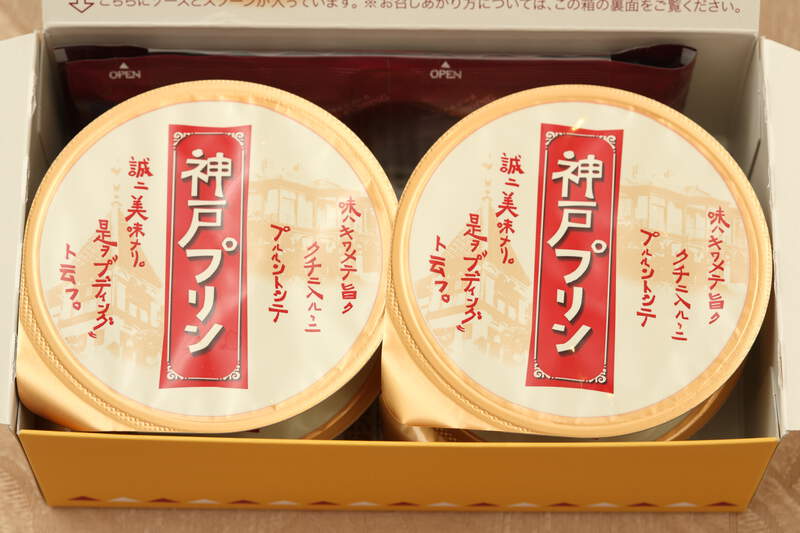 こちらにソースとスプーンが入っています。※お召しあがり方については、この箱の裏面をご覧ください。
OPEN
OPEN
味ハキワメテ旨ク
クチニ入ルヽニ
プルントシテ
神戸プリン
誠ニ美味ナリ。
是ヲプディング
ト云フ。
味ハキワメテ旨ク
クチニ入ルヽニ
プルントシテ
神戸プリン
誠ニ美味ナリ。
是ヲプディング
ト云フ。